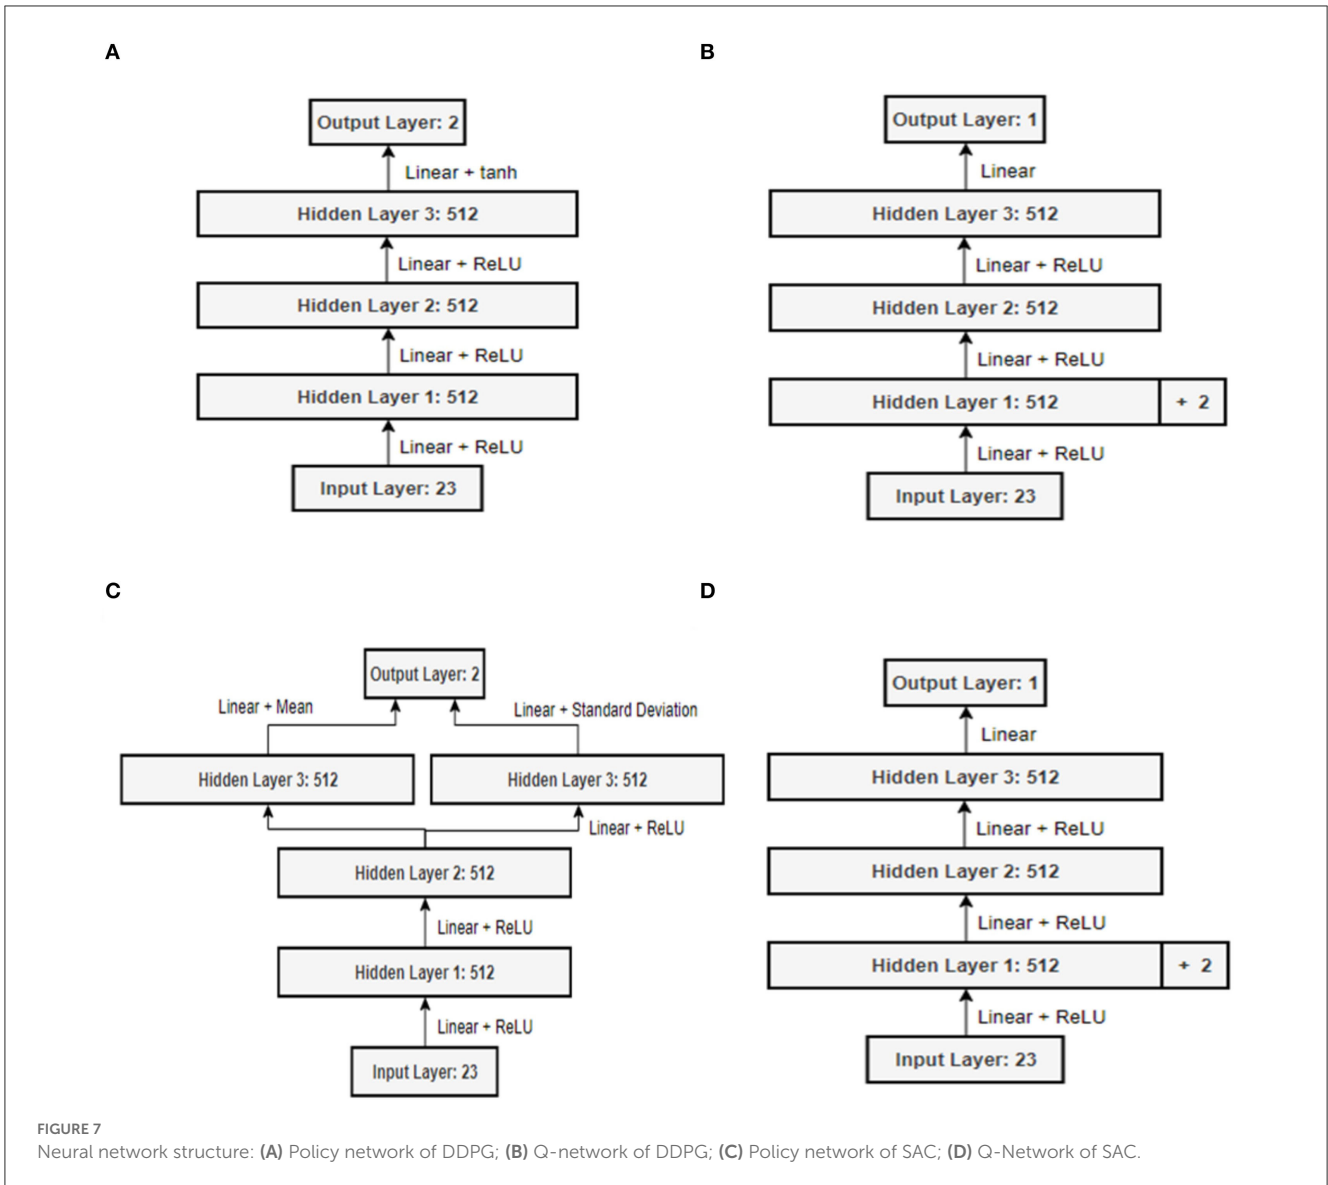 A
Output Layer: 2
Linear + tanh
Hidden Layer 3: 512
Linear + ReLU
Hidden Layer 2: 512
Linear + ReLU
Hidden Layer 1: 512
Linear + ReLU
Input Layer: 23
B
Output Layer: 1
Linear
Hidden Layer 3: 512
Linear + ReLU
Hidden Layer 2: 512
Linear + ReLU
Hidden Layer 1: 512 + 2
Linear + ReLU
Input Layer: 23
C
Output Layer: 2
Linear + Mean
Linear + Standard Deviation
Hidden Layer 3: 512
Hidden Layer 3: 512
Linear + ReLU
Hidden Layer 2: 512
Linear + ReLU
Hidden Layer 1: 512
Linear + ReLU
Input Layer: 23
D
Output Layer: 1
Linear
Hidden Layer 3: 512
Linear + ReLU
Hidden Layer 2: 512
Linear + ReLU
Hidden Layer 1: 512 + 2
Linear + ReLU
Input Layer: 23
FIGURE 7
Neural network structure: (A) Policy network of DDPG; (B) Q-network of DDPG; (C) Policy network of SAC; (D) Q-Network of SAC.